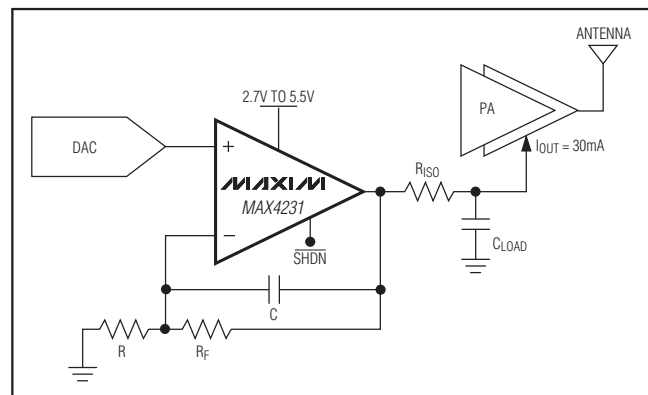 ANTENNA
2.7V TO 5.5V
PA
DAC
+
IOUT = 30mA
MAXIM
RISO
MAX4231
−
CLOAD
SHDN
C
R
RF